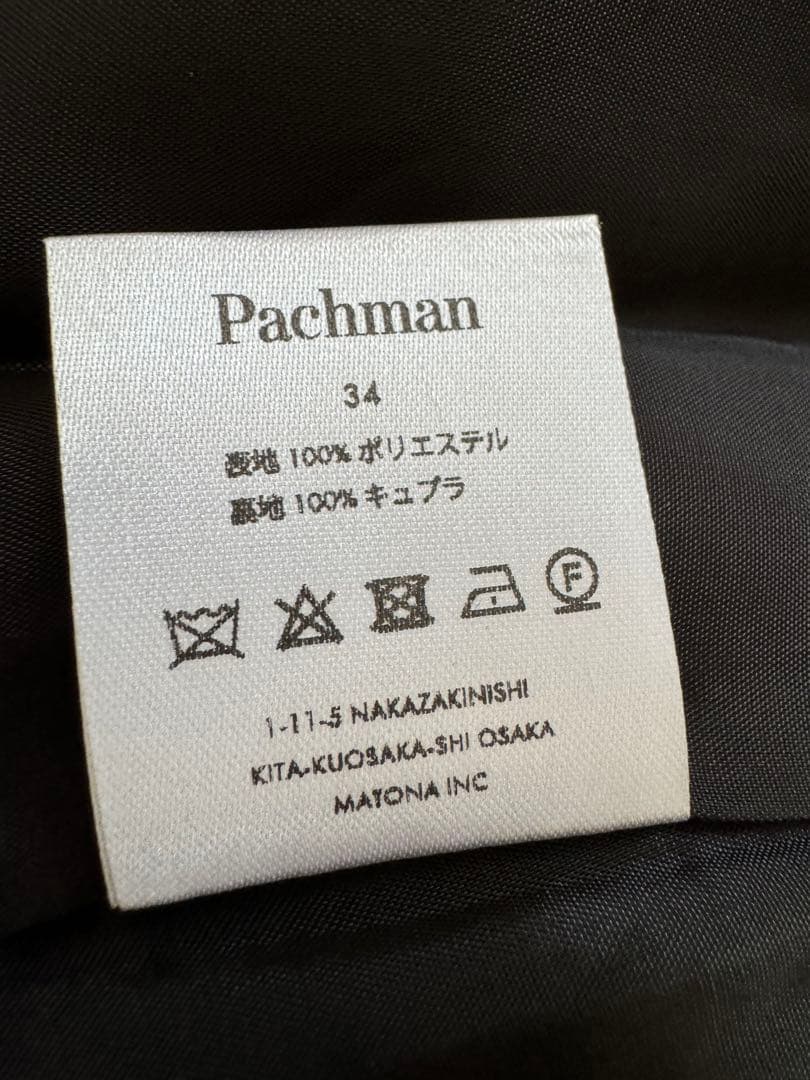 Pachman
34
表地 100% ポリエステル
裏地 100% キュプラ
F
1-11-5 NAKAZAKINISHI
KITA-KUOSAKA-SHI OSAKA
MATONA INC